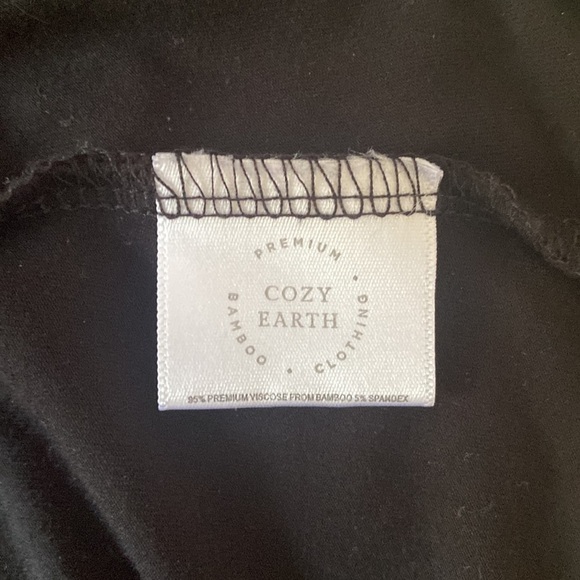 PREMIUM
COZY
EARTH
BAMBOO
CLOTHING
95% PREMIUM VISCOSE FROM BAMBOO 5% SPANDEX